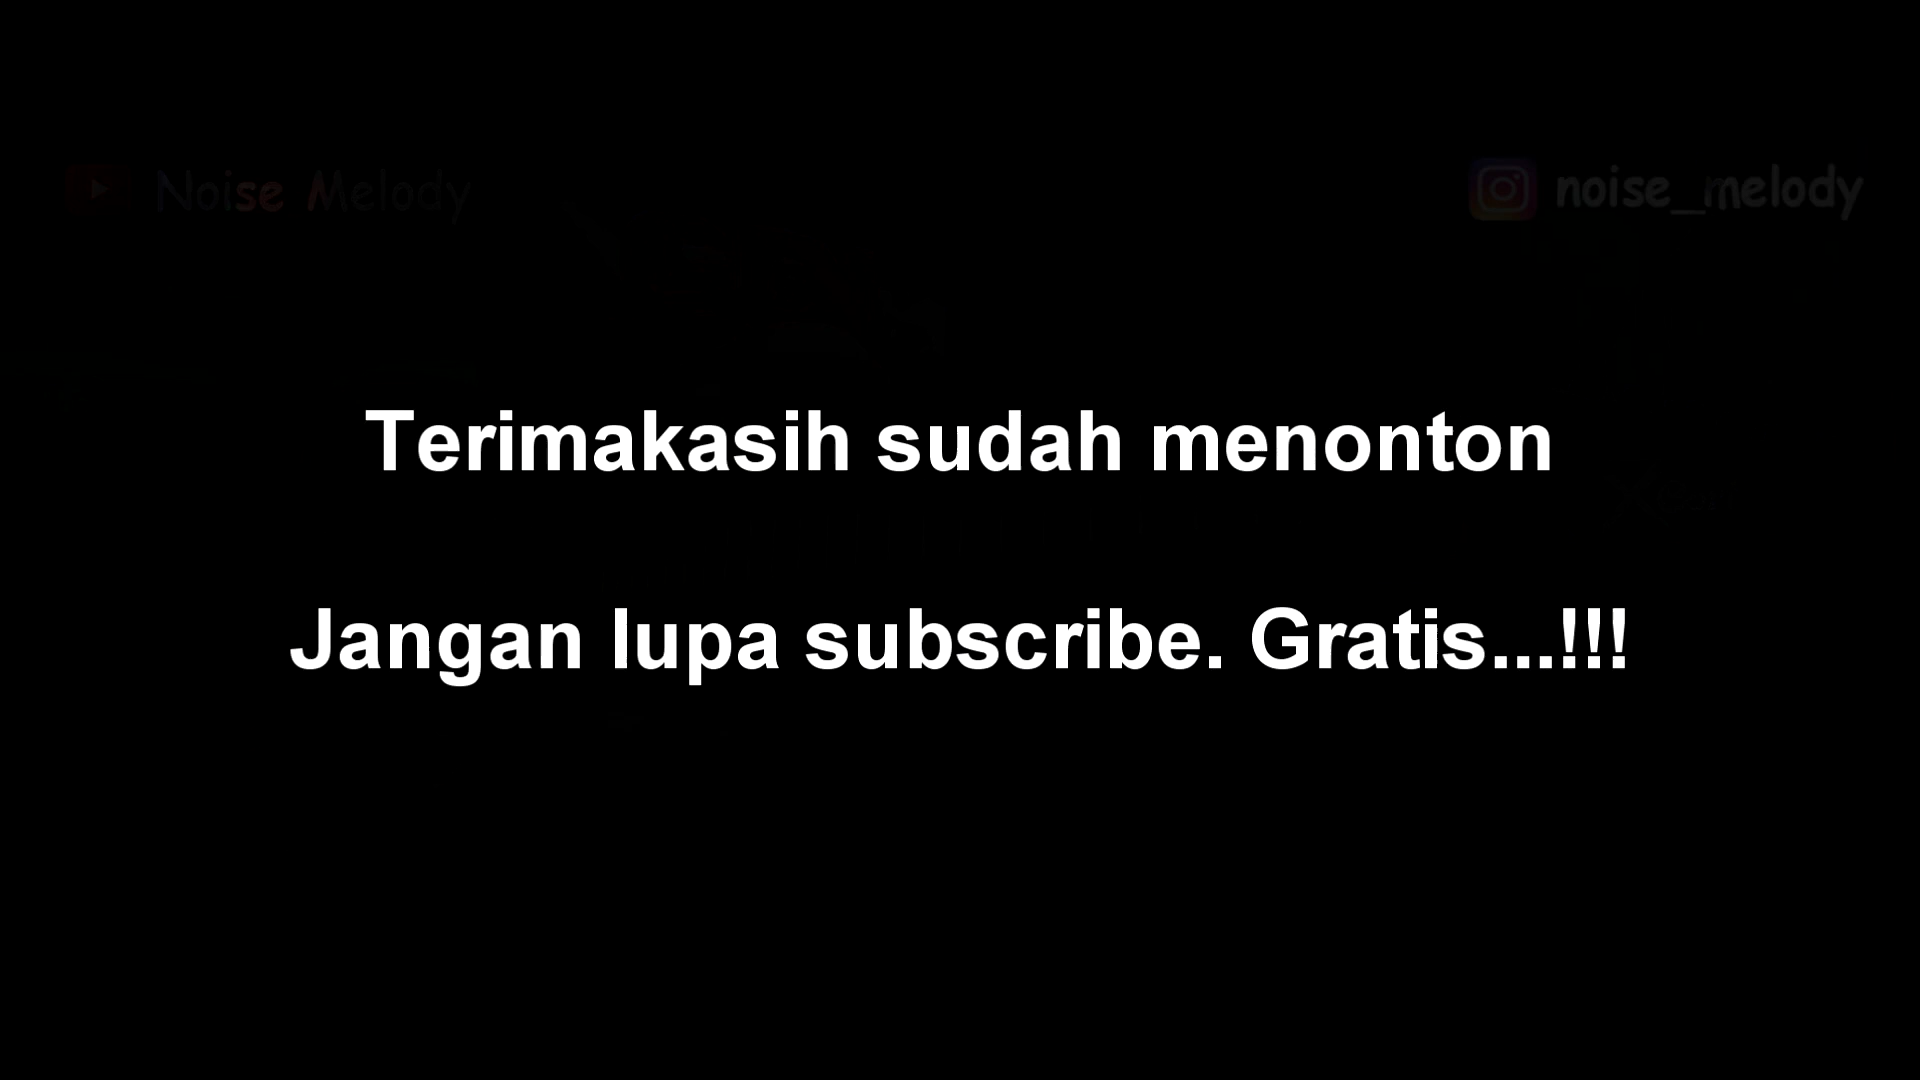 Noise Melody
noise_melody
Terimakasih sudah menonton
Jangan lupa subscribe. Gratis...!!!